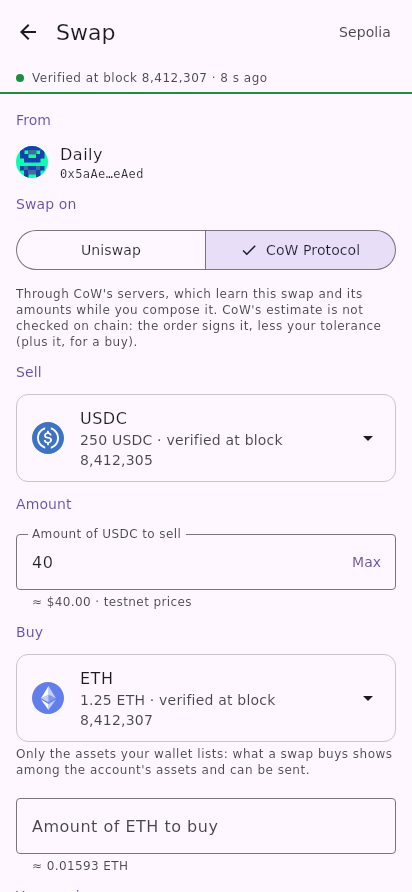 Swap
Sepolia
Verified at block 8,412,307 · 8 s ago
From
Daily
0x5aAe…eAed
Swap on
Uniswap
CoW Protocol
Through CoW's servers, which learn this swap and its
amounts while you compose it. CoW's estimate is not
checked on chain: the order signs it, less your tolerance
(plus it, for a buy).
Sell
USDC
250 USDC · verified at block
8,412,305
Amount
Amount of USDC to sell
40
Max
≈ $40.00 · testnet prices
Buy
ETH
1.25 ETH · verified at block
8,412,307
Only the assets your wallet lists: what a swap buys shows
among the account's assets and can be sent.
Amount of ETH to buy
≈ 0.01593 ETH